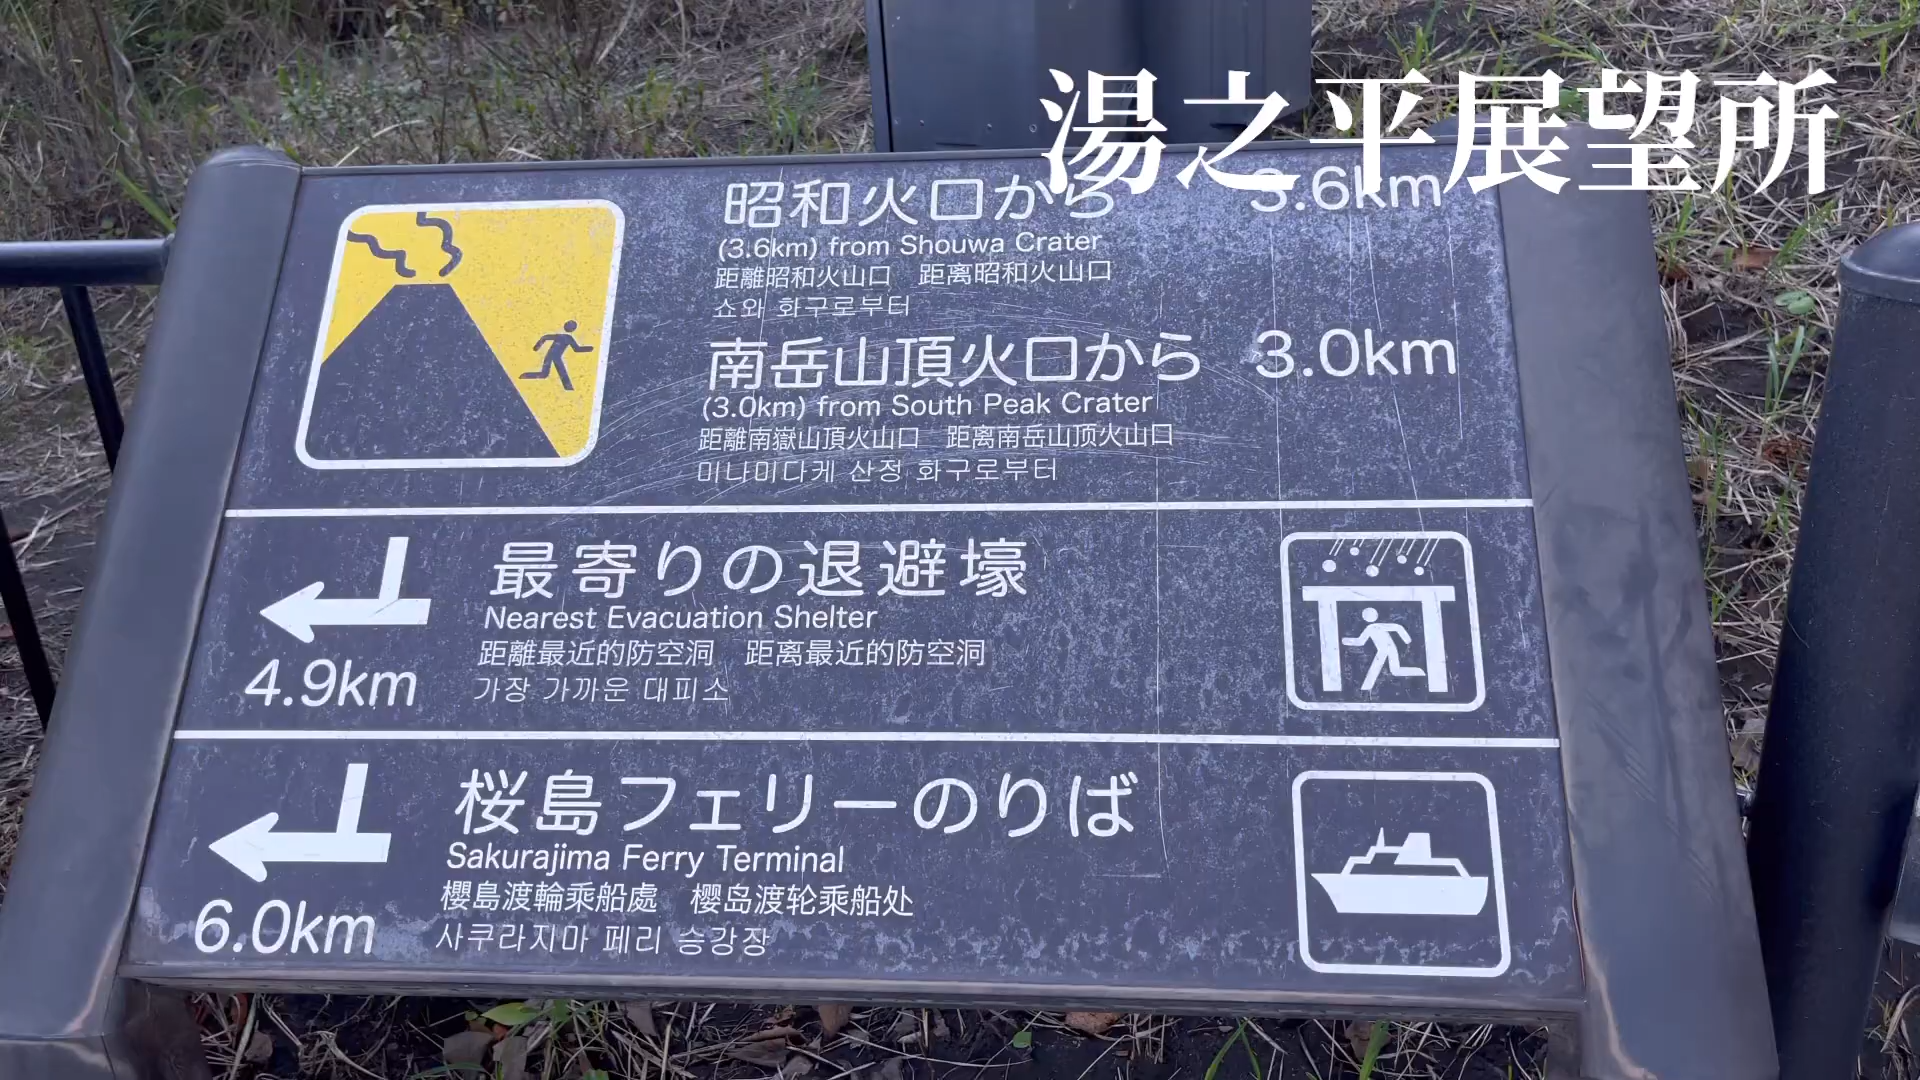 湯之平展望所
昭和火口から 3.6km
(3.6km) from Shouwa Crater
距離昭和火山口 距离昭和火山口
쇼와 화구로부터
南岳山頂火口から 3.0km
(3.0km) from South Peak Crater
距離南嶽山頂火山口 距离南岳山顶火山口
미나미다케 산정 화구로부터
最寄りの退避壕
Nearest Evacuation Shelter
距離最近的防空洞 距离最近的防空洞
4.9km
가장 가까운 대피소
桜島フェリーのりば
Sakurajima Ferry Terminal
櫻島渡輪乘船處 樱岛渡轮乘船处
6.0km
사쿠라지마 페리 승강장